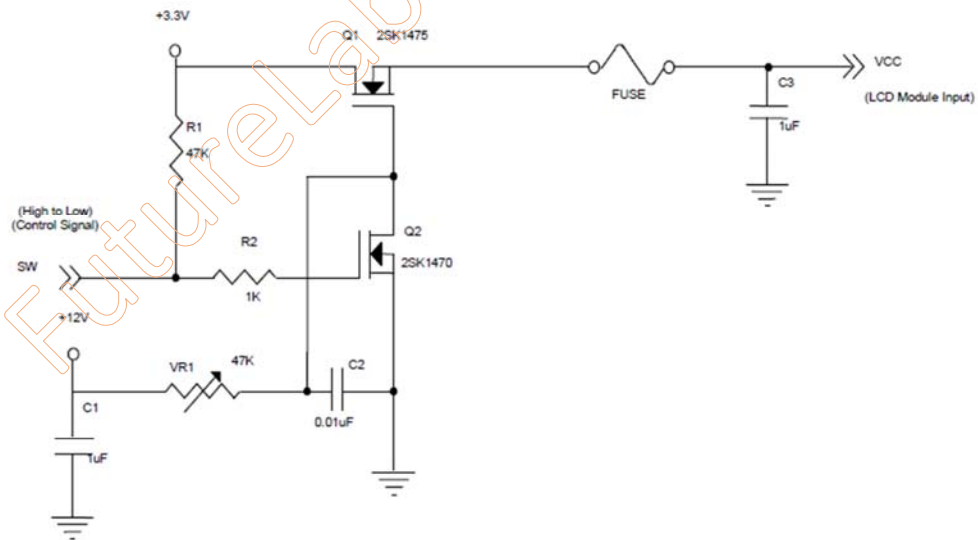 +3.3V
Q1 2SK1475
FUSE
VCC
(LCD Module Input)
C3
1uF
R1
47K
(High to Low)
(Control Signal)
SW
R2
1K
Q2
2SK1470
+12V
VR1
47K
C1
1uF
C2
0.01uF
FutureLab